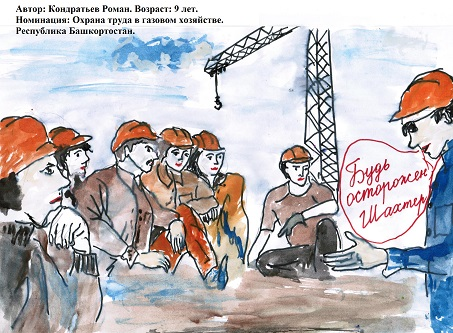 Автор: Кондратьев Роман. Возраст: 9 лет.
Номинация: Охрана труда в газовом хозяйстве.
Республика Башкортостан.
Будь
осторожен
Шахтер